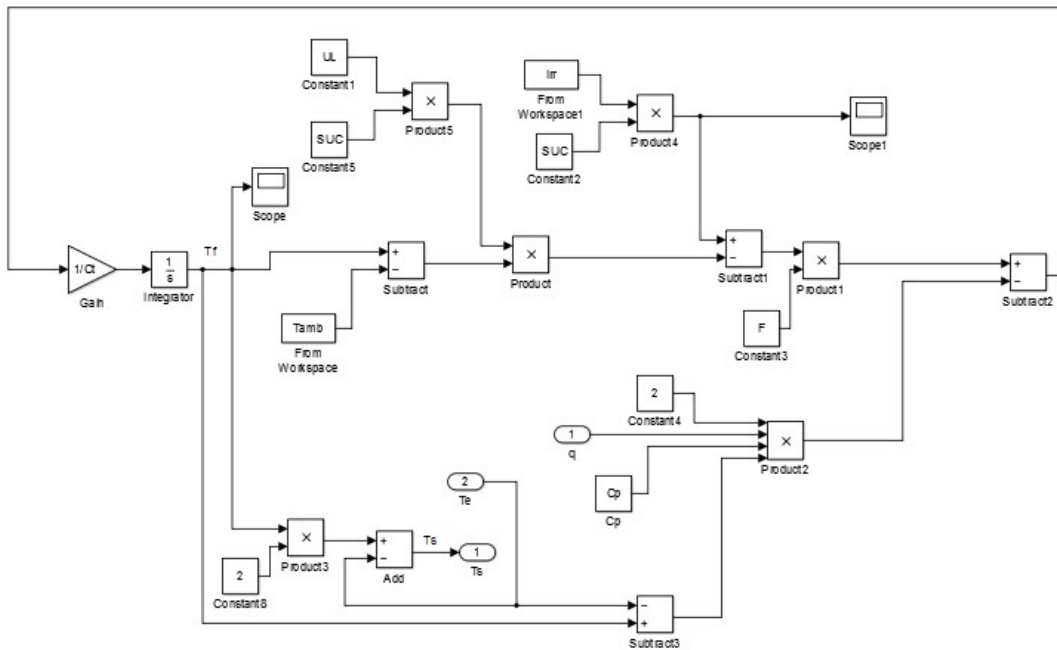 UL
Constant1
×
Product5
SUC
Constant5
Irr
From
Workspace1
×
Product4
SUC
Constant2
Scope1
Scope
Tf
1/Ct
Gain
1
s
Integrator
+
−
Subtract
×
Product
+
−
Subtract1
×
Product1
+
−
Subtract2
Tamb
From
Workspace
F
Constant3
2
Constant4
1
q
×
Product2
Cp
Cp
2
Te
×
Product3
2
Constant8
+
−
Add
Ts
1
Ts
−
+
Subtract3